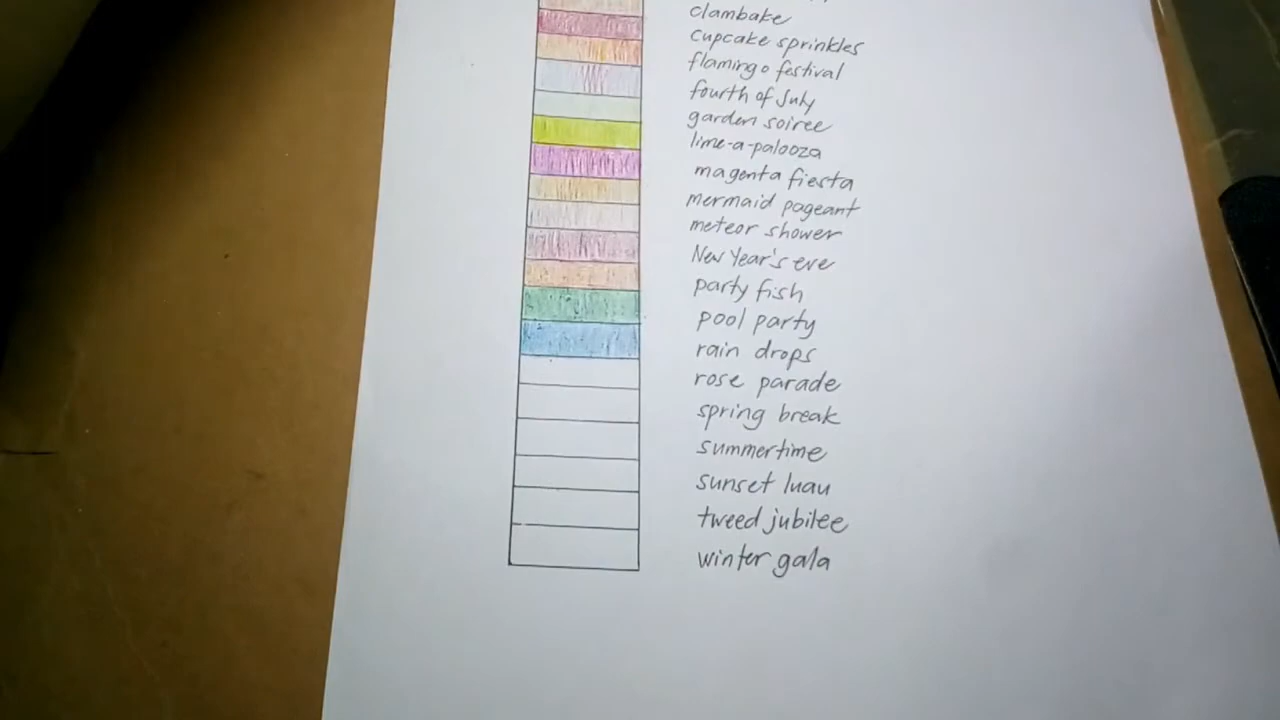 clambake
cupcake sprinkles
flamingo festival
fourth of July
garden soiree
lime-a-palooza
magenta fiesta
mermaid pageant
meteor shower
New Year's eve
party fish
pool party
rain drops
rose parade
spring break
summertime
sunset luau
tweed jubilee
winter gala